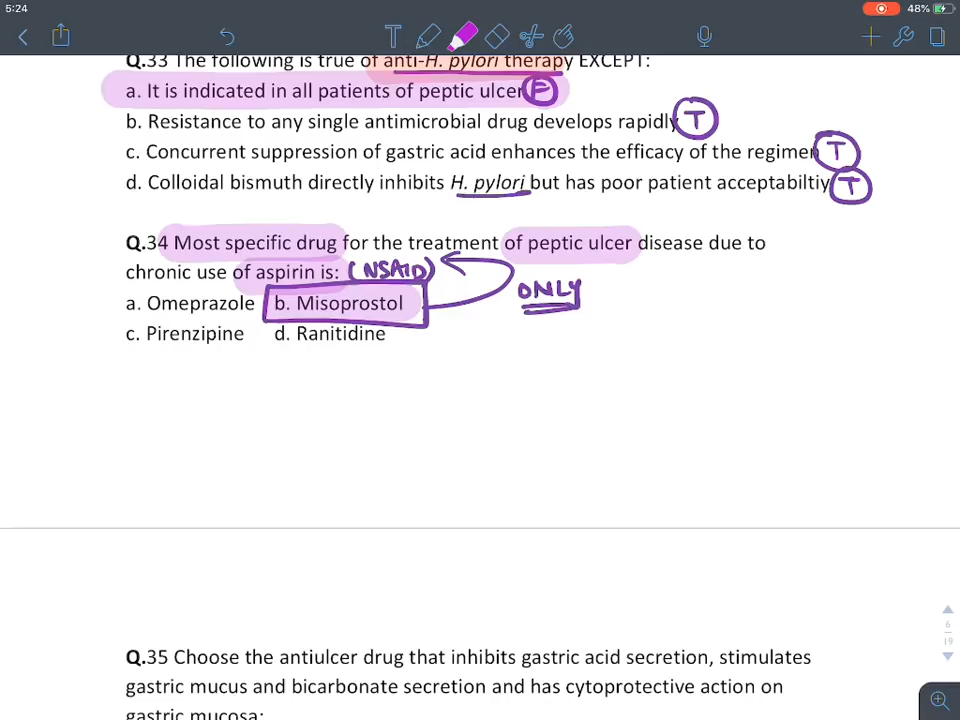 5:24
48%
T
Q.33 The following is true of anti-H. pylori therapy EXCEPT:
a. It is indicated in all patients of peptic ulcer F
b. Resistance to any single antimicrobial drug develops rapidly T
c. Concurrent suppression of gastric acid enhances the efficacy of the regimen T
d. Colloidal bismuth directly inhibits H. pylori but has poor patient acceptabiltiy T
Q.34 Most specific drug for the treatment of peptic ulcer disease due to
chronic use of aspirin is: (NSAID)
a. Omeprazole b. Misoprostol ONLY
c. Pirenzipine d. Ranitidine
6
19
Q.35 Choose the antiulcer drug that inhibits gastric acid secretion, stimulates
gastric mucus and bicarbonate secretion and has cytoprotective action on
gastric mucosa: